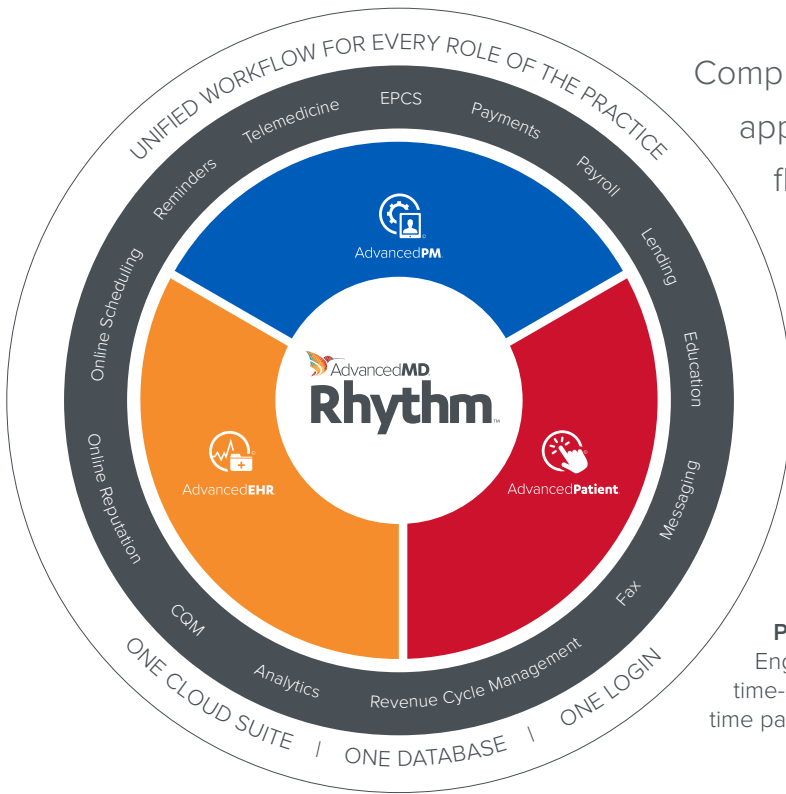 UNIFIED WORKFLOW FOR EVERY ROLE OF THE PRACTICE
EPCS
Payments
Payroll
Lending
Education
Messaging
Fax
Revenue Cycle Management
Analytics
CQM
Online Reputation
Online Scheduling
Reminders
Telemedicine
AdvancedPM
AdvancedMD
Rhythm™
AdvancedEHR
AdvancedPatient
ONE CLOUD SUITE | ONE DATABASE | ONE LOGIN
Comp
app
fl
P
Eng
time-
time pa